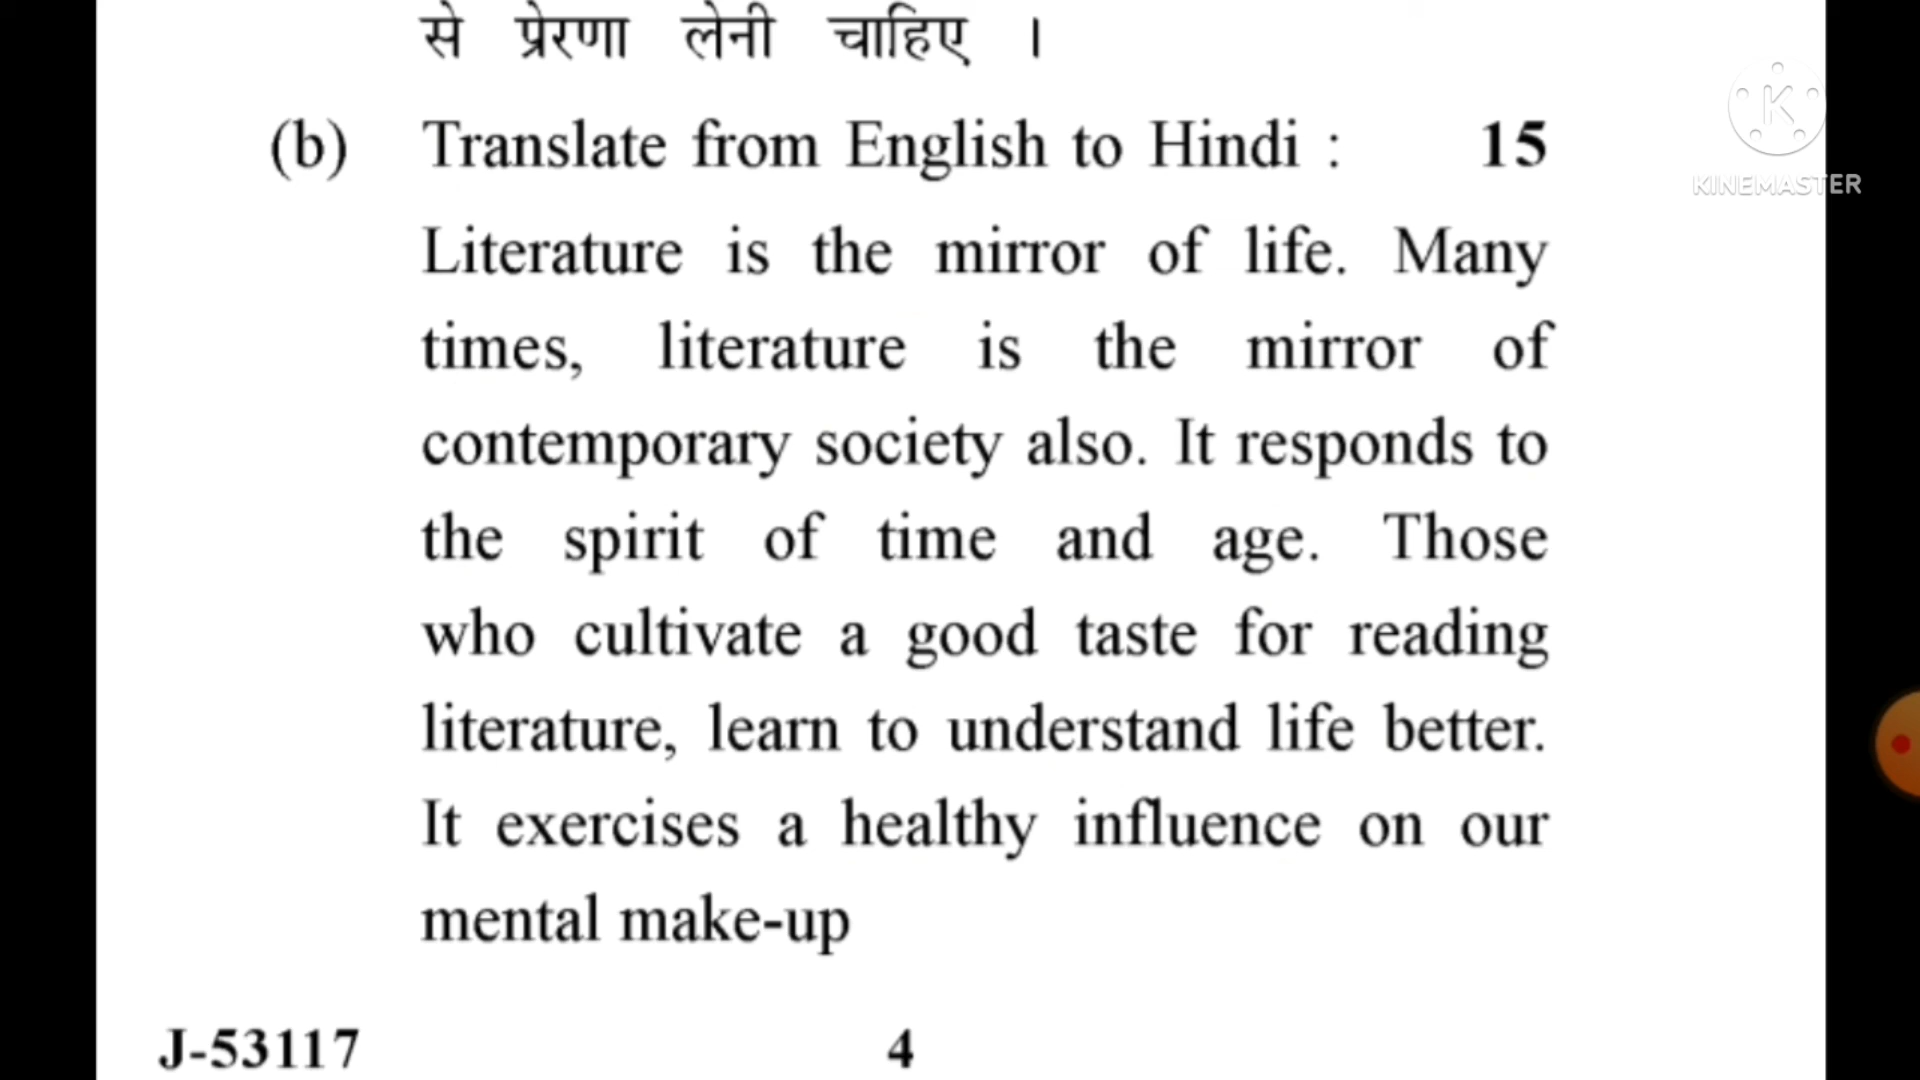 से प्रेरणा लेनी चाहिए ।
(b) Translate from English to Hindi : 15
KINEMASTER
Literature is the mirror of life. Many
times, literature is the mirror of
contemporary society also. It responds to
the spirit of time and age. Those
who cultivate a good taste for reading
literature, learn to understand life better.
It exercises a healthy influence on our
mental make-up
J-53117 4